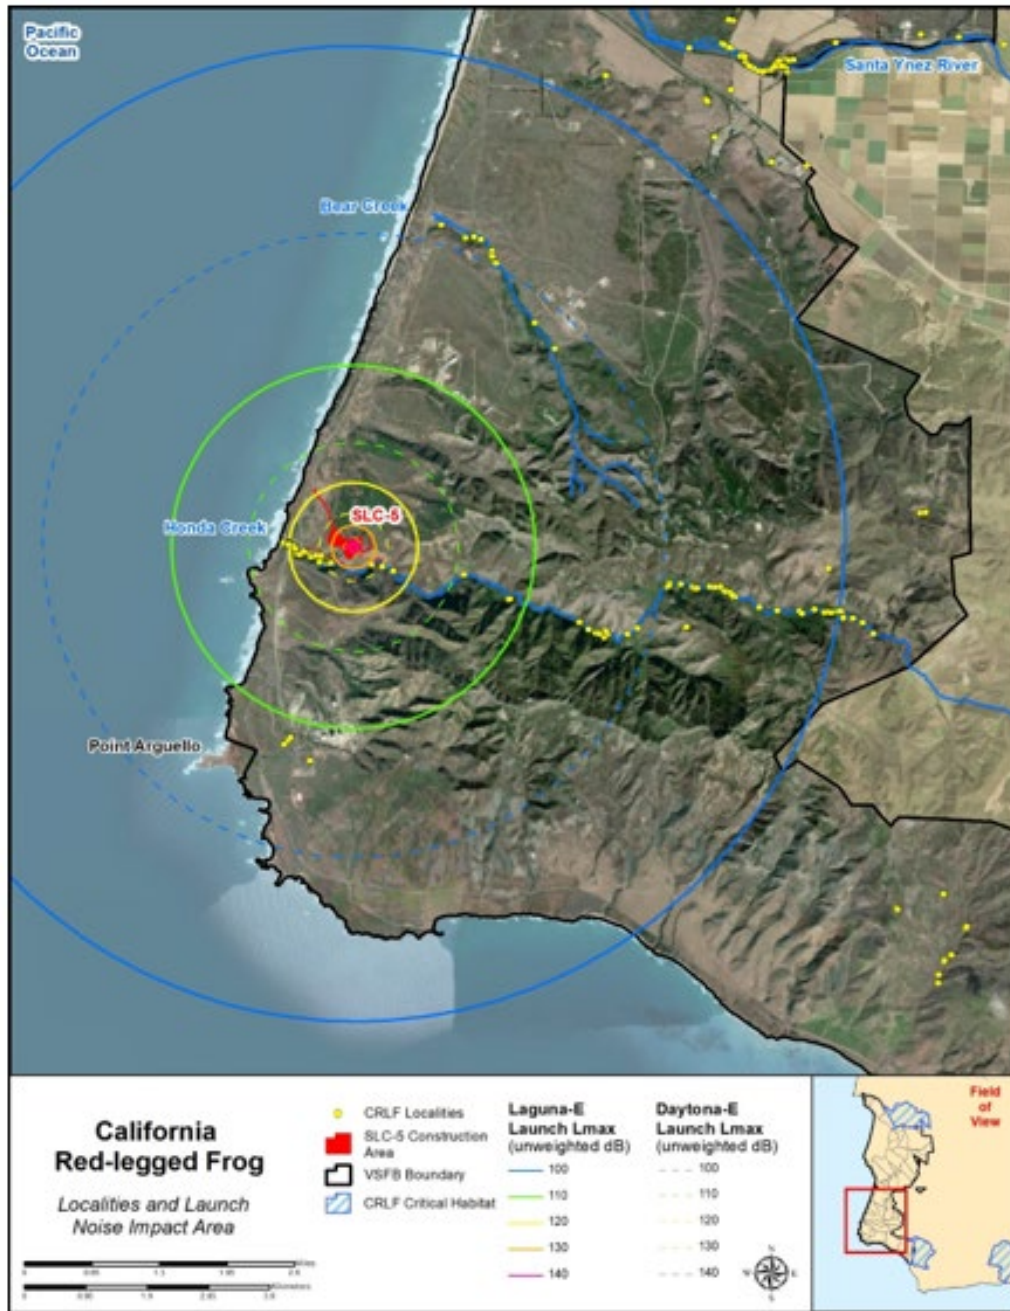 Pacific
Ocean
Santa Ynez River
Bear Creek
Honda Creek
SLC-5
Point Arguello
California
Red-legged Frog
Localities and Launch
Noise Impact Area
CRLF Localities
SLC-5 Construction
Area
VSFB Boundary
CRLF Critical Habitat
Laguna-E
Launch Lmax
(unweighted dB)
100
110
120
130
140
Daytona-E
Launch Lmax
(unweighted dB)
100
110
120
130
140
N
E
S
W
Field
of
View